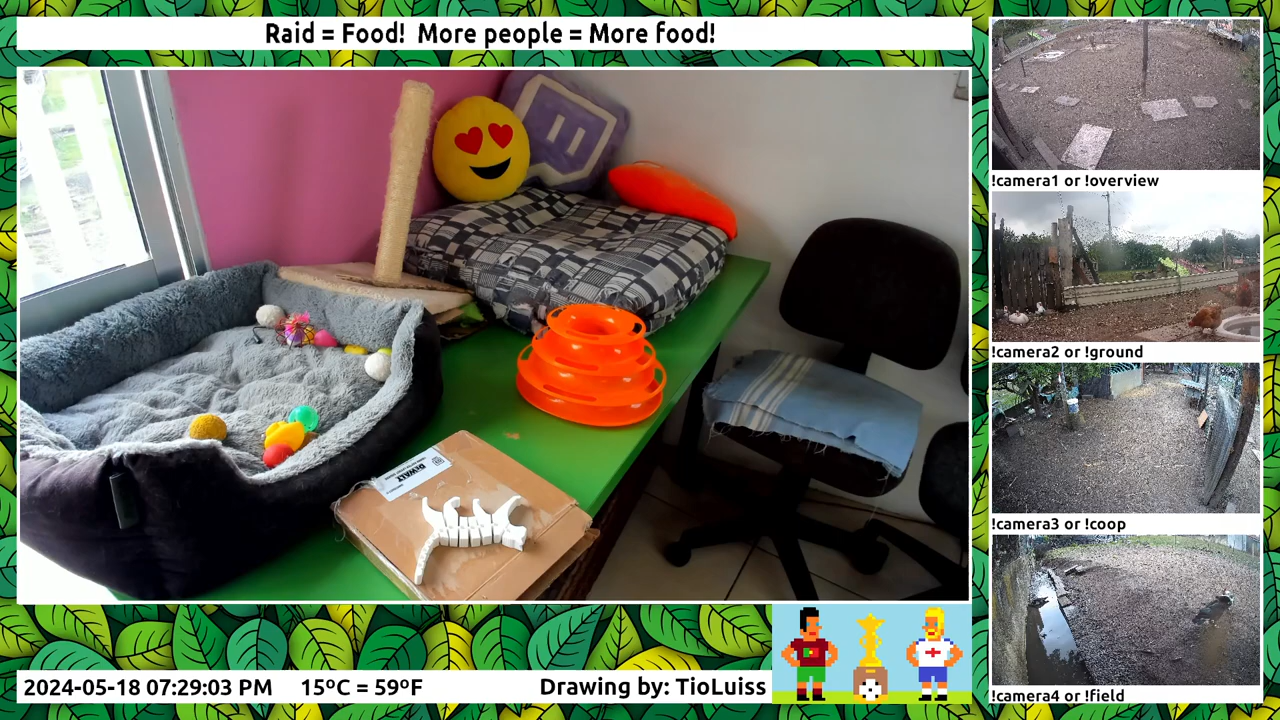 Raid = Food!  More people = More food!
!camera1 or !overview
!camera2 or !ground
!camera3 or !coop
DEWALT
!camera4 or !field
2024-05-18 07:29:03 PM
15ºC = 59ºF
Drawing by: TioLuiss